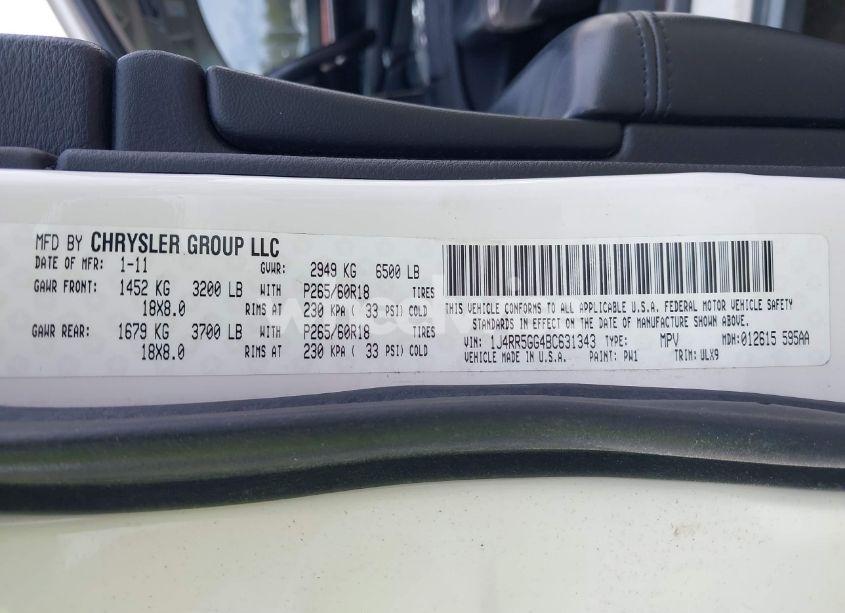 MFD BY CHRYSLER GROUP LLC
DATE OF MFR: 1-11 GVWR: 2949 KG 6500 LB
GAWR FRONT: 1452 KG 3200 LB WITH P265/60R18 TIRES
18X8.0 RIMS AT 230 KPA ( 33 PSI) COLD
GAWR REAR: 1679 KG 3700 LB WITH P265/60R18 TIRES
18X8.0 RIMS AT 230 KPA ( 33 PSI) COLD
THIS VEHICLE CONFORMS TO ALL APPLICABLE U.S.A. FEDERAL MOTOR VEHICLE SAFETY
STANDARDS IN EFFECT ON THE DATE OF MANUFACTURE SHOWN ABOVE.
VIN: 1J4RR5GG4BC631343 TYPE: MPV MDH:012615 595AA
VEHICLE MADE IN U.S.A. PAINT: PW1 TRIM: ULX9